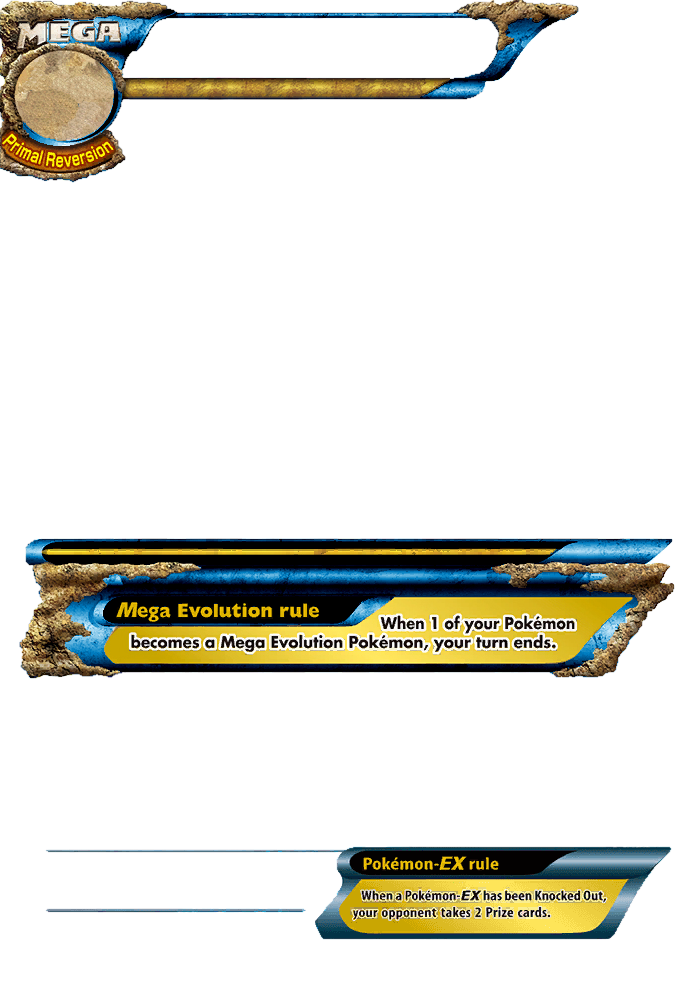 MEGA
Primal Reversion
Mega Evolution rule
When 1 of your Pokémon
becomes a Mega Evolution Pokémon, your turn ends.
Pokémon-EX rule
When a Pokémon-EX has been Knocked Out,
your opponent takes 2 Prize cards.